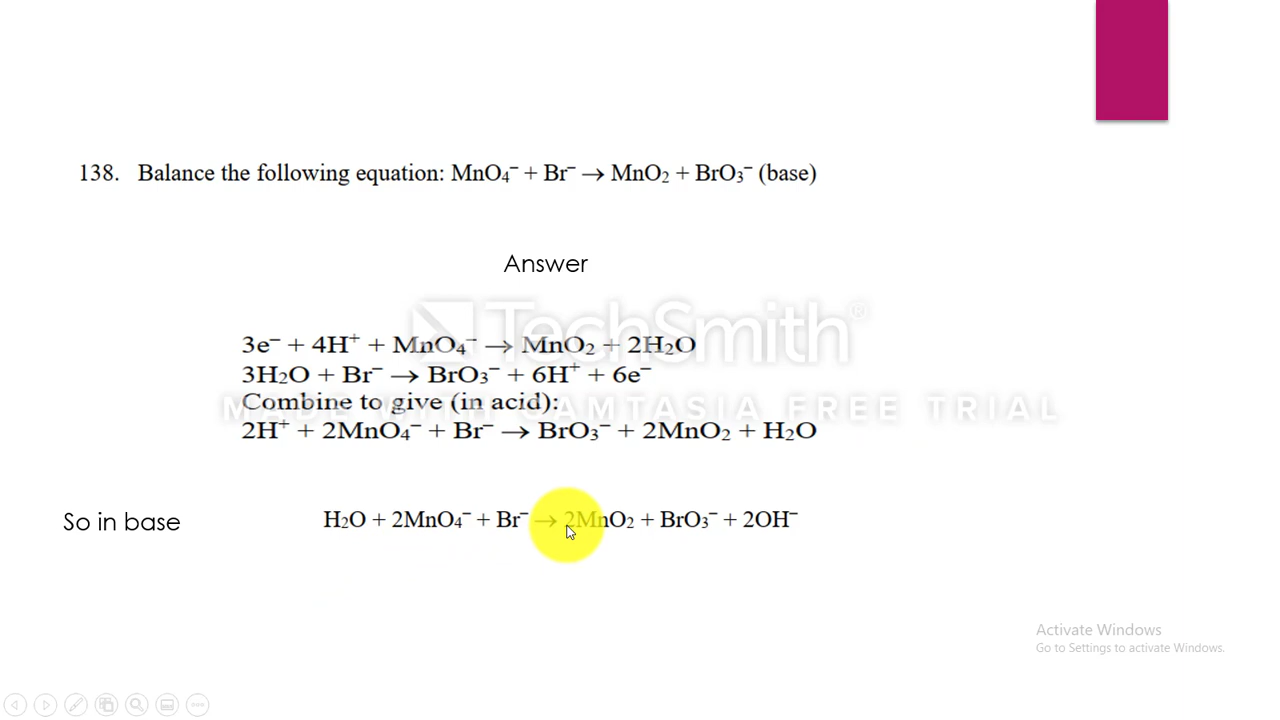 138. Balance the following equation: MnO₄⁻ + Br⁻ → MnO₂ + BrO₃⁻ (base)
Answer
TechSmith®
3e⁻ + 4H⁺ + MnO₄⁻ → MnO₂ + 2H₂O
3H₂O + Br⁻ → BrO₃⁻ + 6H⁺ + 6e⁻
Combine to give (in acid):
MADE WITH CAMTASIA FREE TRIAL
2H⁺ + 2MnO₄⁻ + Br⁻ → BrO₃⁻ + 2MnO₂ + H₂O
So in base
H₂O + 2MnO₄⁻ + Br⁻ → 2MnO₂ + BrO₃⁻ + 2OH⁻
Activate Windows
Go to Settings to activate Windows.